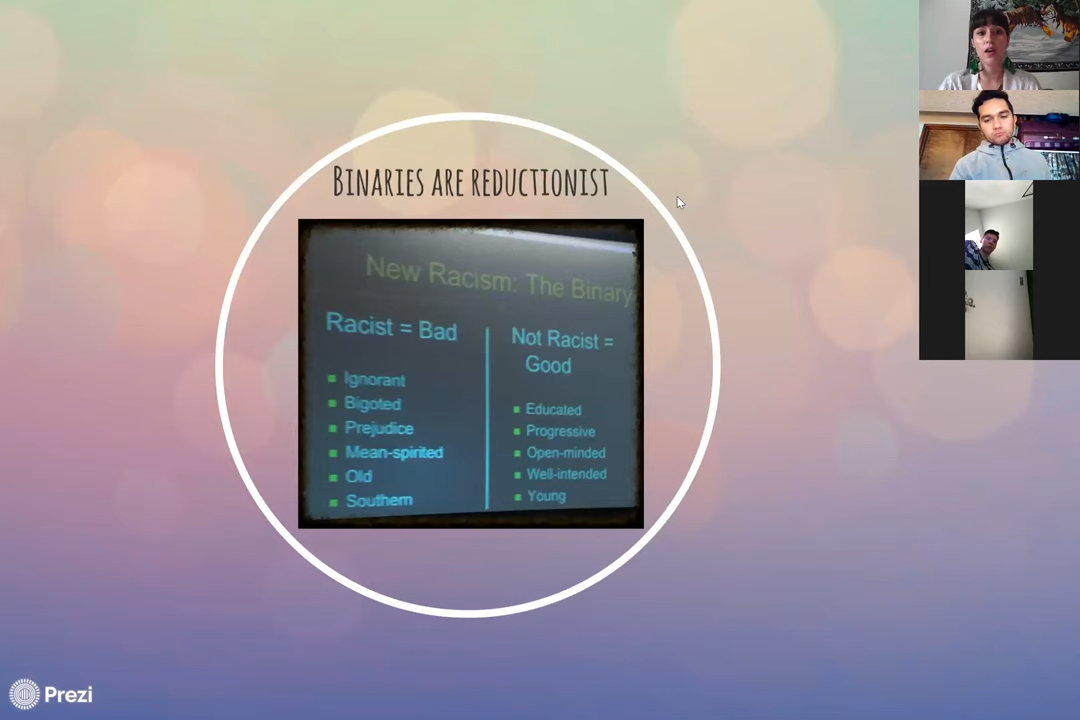 BINARIES ARE REDUCTIONIST
New Racism: The Binary
Racist = Bad
Ignorant
Bigoted
Prejudice
Mean-spirited
Old
Southern
Not Racist =
Good
Educated
Progressive
Open-minded
Well-intended
Young
Prezi